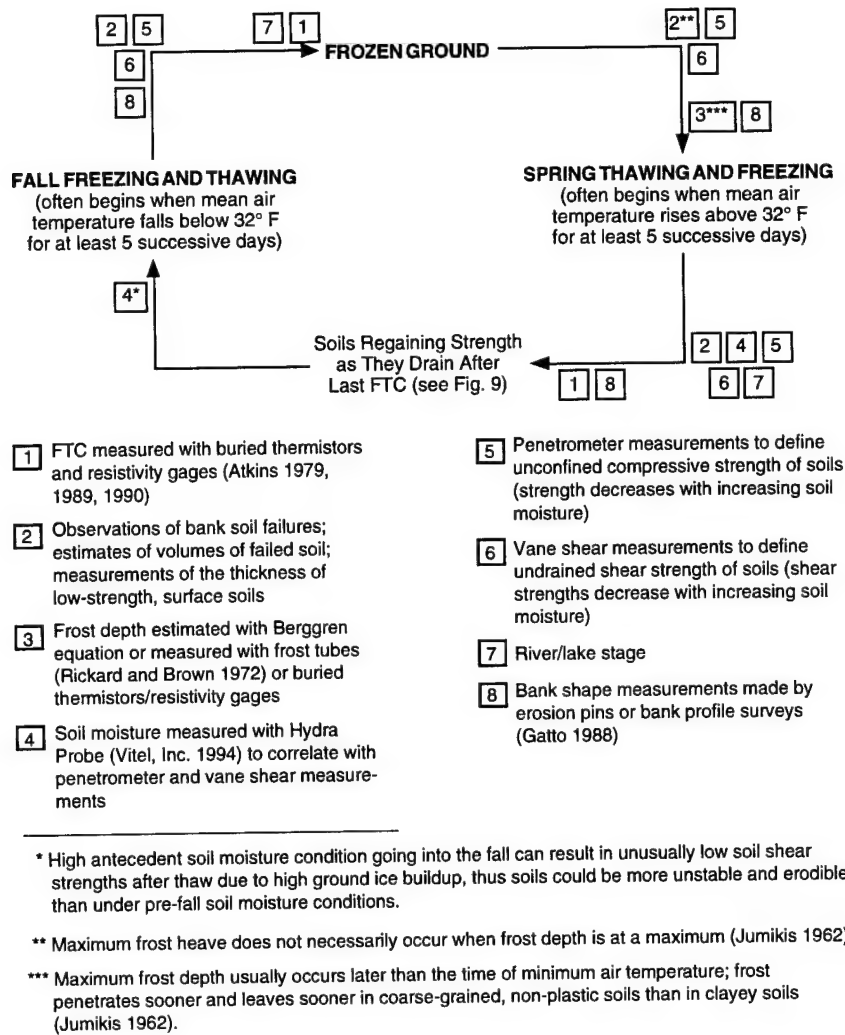 2 5
7 1
2** 5
FROZEN GROUND
6
6
8
3*** 8
FALL FREEZING AND THAWING
(often begins when mean air
temperature falls below 32° F
for at least 5 successive days)
SPRING THAWING AND FREEZING
(often begins when mean air
temperature rises above 32° F
for at least 5 successive days)
4*
Soils Regaining Strength
as They Drain After
Last FTC (see Fig. 9)
2 4 5
1 8
6 7
1 FTC measured with buried thermistors
and resistivity gages (Atkins 1979,
1989, 1990)
2 Observations of bank soil failures;
estimates of volumes of failed soil;
measurements of the thickness of
low-strength, surface soils
3 Frost depth estimated with Berggren
equation or measured with frost tubes
(Rickard and Brown 1972) or buried
thermistors/resistivity gages
4 Soil moisture measured with Hydra
Probe (Vitel, Inc. 1994) to correlate with
penetrometer and vane shear measure-
ments
5 Penetrometer measurements to define
unconfined compressive strength of soils
(strength decreases with increasing soil
moisture)
6 Vane shear measurements to define
undrained shear strength of soils (shear
strengths decrease with increasing soil
moisture)
7 River/lake stage
8 Bank shape measurements made by
erosion pins or bank profile surveys
(Gatto 1988)
* High antecedent soil moisture condition going into the fall can result in unusually low soil shear
strengths after thaw due to high ground ice buildup, thus soils could be more unstable and erodible
than under pre-fall soil moisture conditions.
** Maximum frost heave does not necessarily occur when frost depth is at a maximum (Jumikis 1962)
*** Maximum frost depth usually occurs later than the time of minimum air temperature; frost
penetrates sooner and leaves sooner in coarse-grained, non-plastic soils than in clayey soils
(Jumikis 1962).